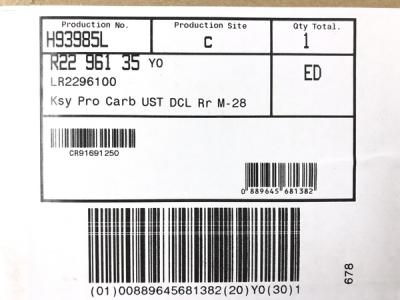 Production No. Production Site Qty Total.
H93985L C 1
R22 961 35 YO ED
LR2296100
Ksy Pro Carb UST DCL Rr M-28
CR91691250
0 889645 681382
(01)00889645681382(20)YO(30)1
678